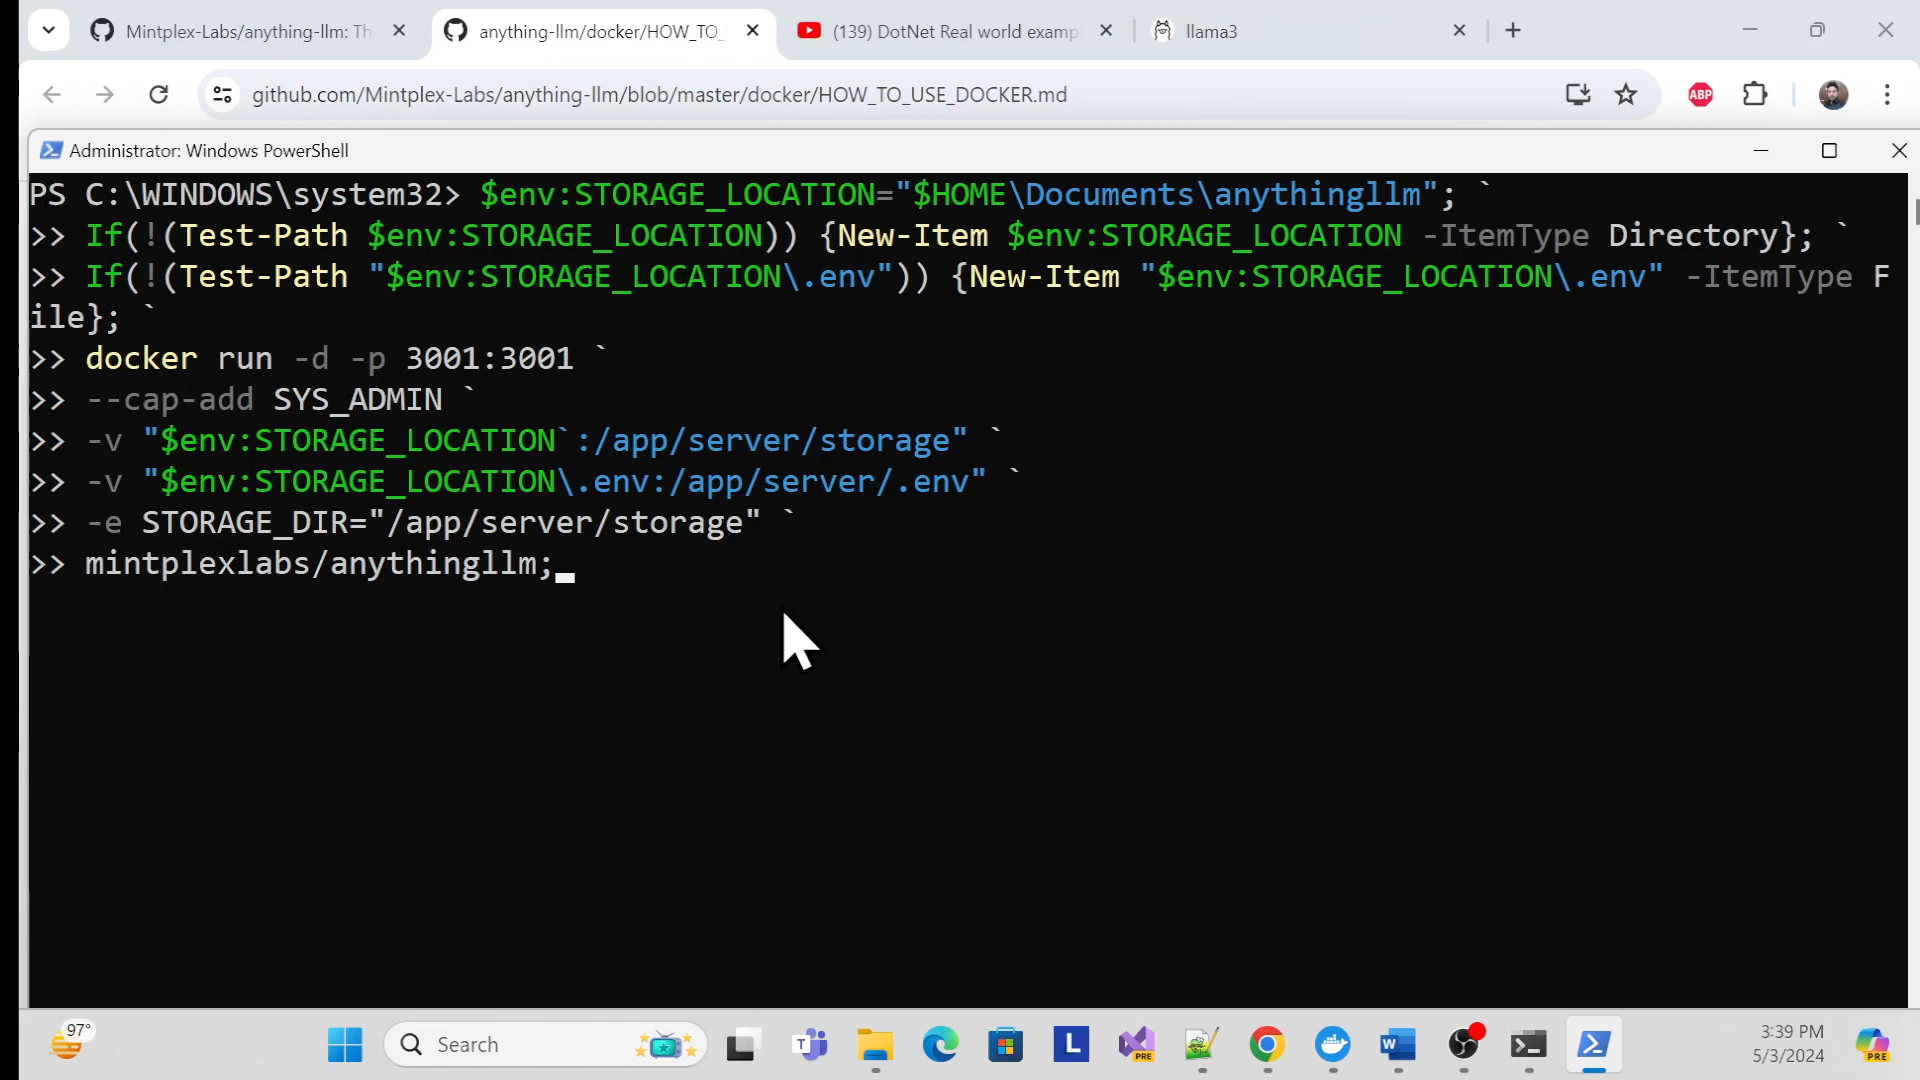 Mintplex-Labs/anything-llm: Th
anything-llm/docker/HOW_TO_
(139) DotNet Real world examp
llama3
github.com/Mintplex-Labs/anything-llm/blob/master/docker/HOW_TO_USE_DOCKER.md
ABP
Administrator: Windows PowerShell
PS C:\WINDOWS\system32> $env:STORAGE_LOCATION="$HOME\Documents\anythingllm"; `
>> If(!(Test-Path $env:STORAGE_LOCATION)) {New-Item $env:STORAGE_LOCATION -ItemType Directory}; `
>> If(!(Test-Path "$env:STORAGE_LOCATION\.env")) {New-Item "$env:STORAGE_LOCATION\.env" -ItemType F
ile}; `
>> docker run -d -p 3001:3001 `
>> --cap-add SYS_ADMIN `
>> -v "$env:STORAGE_LOCATION`:/app/server/storage" `
>> -v "$env:STORAGE_LOCATION\.env:/app/server/.env" `
>> -e STORAGE_DIR="/app/server/storage" `
>> mintplexlabs/anythingllm;
97°
Search
T
L
PRE
W
3:39 PM
5/3/2024
PRE